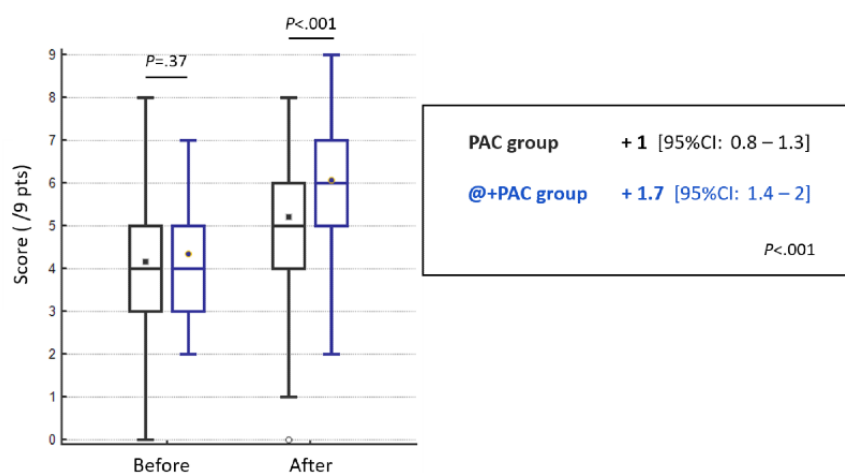 P<.001
P=.37
Score ( /9 pts)
9
8
7
6
5
4
3
2
1
0
Before After
PAC group + 1 [95%CI: 0.8 – 1.3]
@+PAC group + 1.7 [95%CI: 1.4 – 2]
P<.001